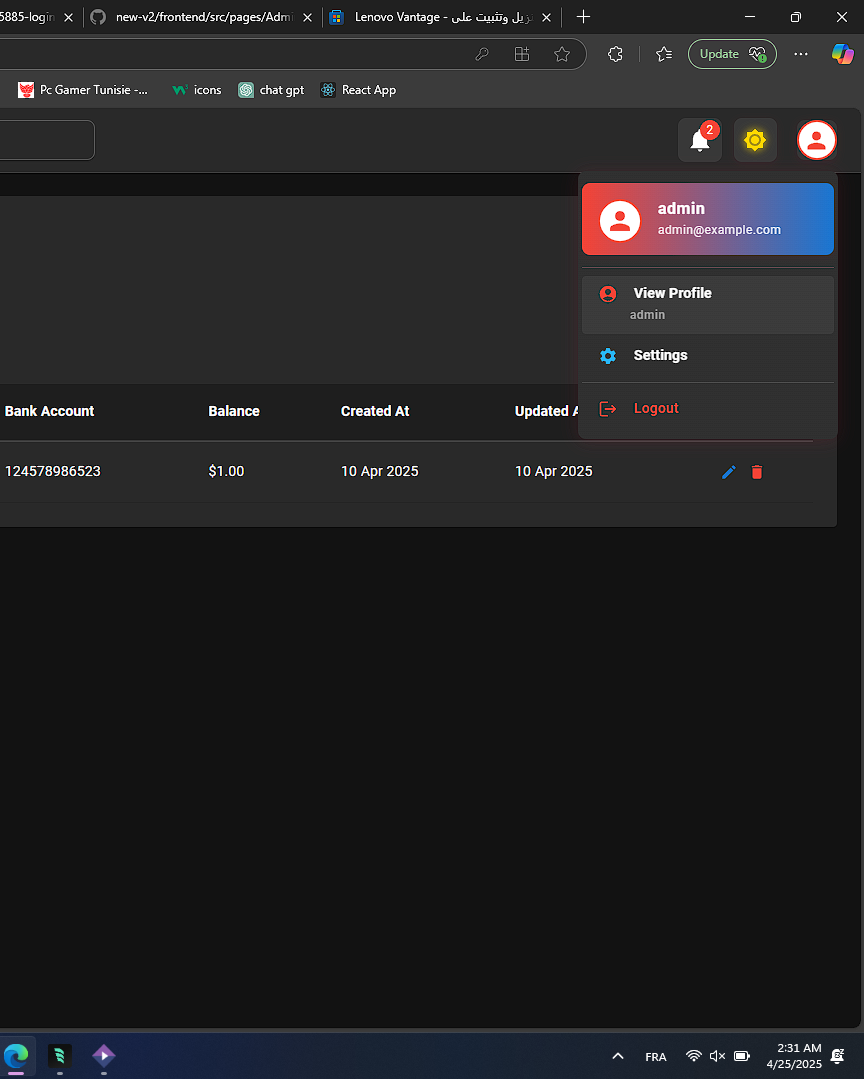 5885-login
new-v2/frontend/src/pages/Admi
Lenovo Vantage - تنزيل وتثبيت على
Update
Pc Gamer Tunisie -...
icons
chat gpt
React App
2
admin
admin@example.com
View Profile
admin
Settings
Logout
Bank Account Balance Created At Updated A
124578986523 $1.00 10 Apr 2025 10 Apr 2025
FRA
2:31 AM
4/25/2025